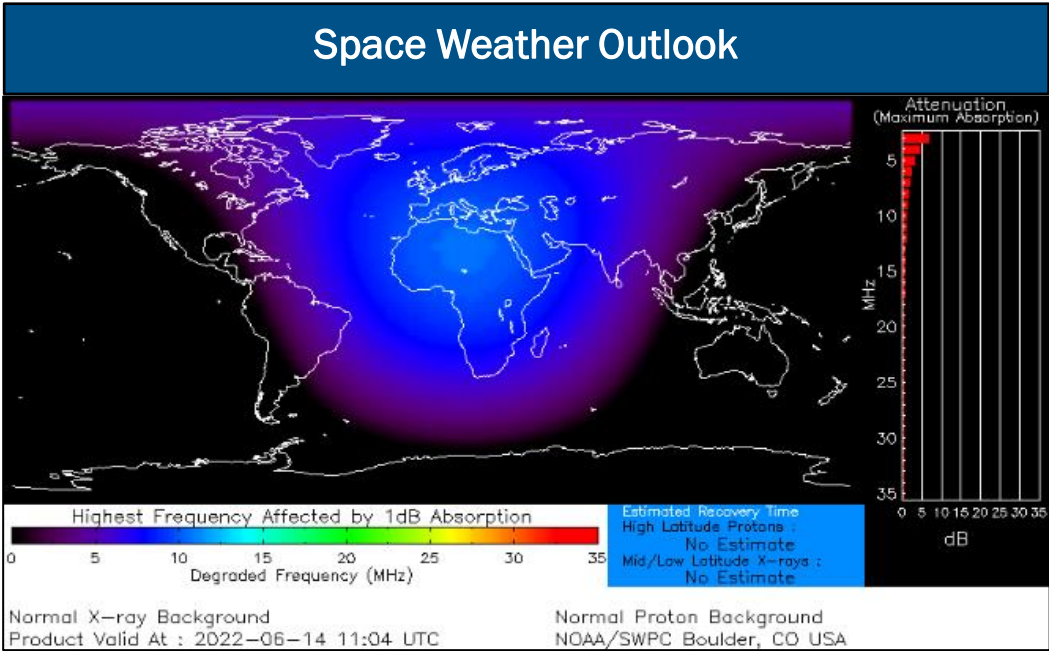 Space Weather Outlook
Attenuation
(Maximum Absorption)
5
10
15
20
25
30
35
MHz
0 5 10 15 20 25 30 35
dB
Highest Frequency Affected by 1dB Absorption
0 5 10 15 20 25 30 35
Degraded Frequency (MHz)
Estimated Recovery Time
High Latitude Protons :
No Estimate
Mid/Low Latitude X-rays :
No Estimate
Normal X-ray Background
Normal Proton Background
Product Valid At : 2022-06-14 11:04 UTC
NOAA/SWPC Boulder, CO USA